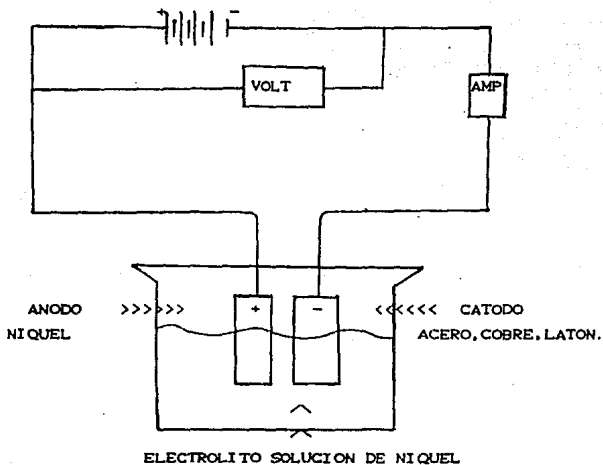 + -
VOLT
AMP
+ -
ANODO >>>>>> <<<<<< CATODO
NIQUEL ACERO, COBRE, LATON.
ELECTROLITO SOLUCION DE NIQUEL